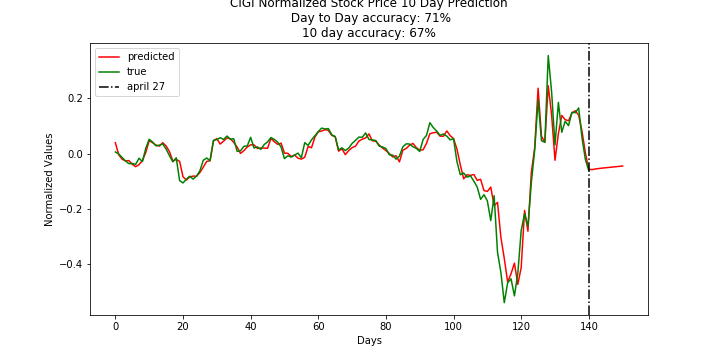 CIGI Normalized Stock Price 10 Day Prediction
Day to Day accuracy: 71%
10 day accuracy: 67%
predicted
true
april 27
Normalized Values
0.2
0.0
−0.2
−0.4
0 20 40 60 80 100 120 140
Days